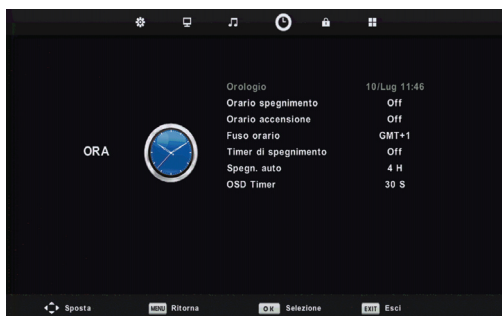 ORA
Orologio 10/Lug 11:46
Orario spegnimento Off
Orario accensione Off
Fuso orario GMT+1
Timer di spegnimento Off
Spegn. auto 4 H
OSD Timer 30 S
Sposta MENU Ritorna OK Selezione EXIT Esci